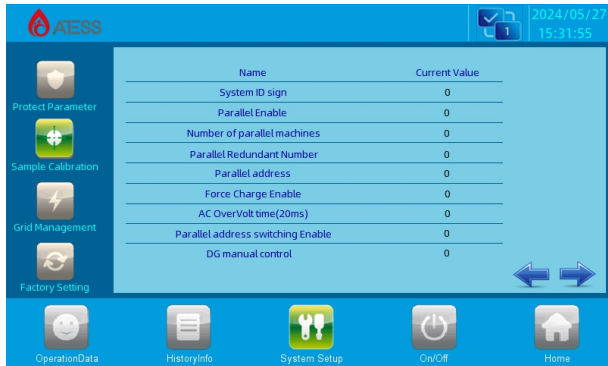 ATESS
1
2024/05/27
15:31:55
Protect Parameter
Sample Calibration
Grid Management
Factory Setting
Name Current Value
System ID sign 0
Parallel Enable 0
Number of parallel machines 0
Parallel Redundant Number 0
Parallel address 0
Force Charge Enable 0
AC OverVolt time(20ms) 0
Parallel address switching Enable 0
DG manual control 0
OperationData HistoryInfo System Setup On/Off Home